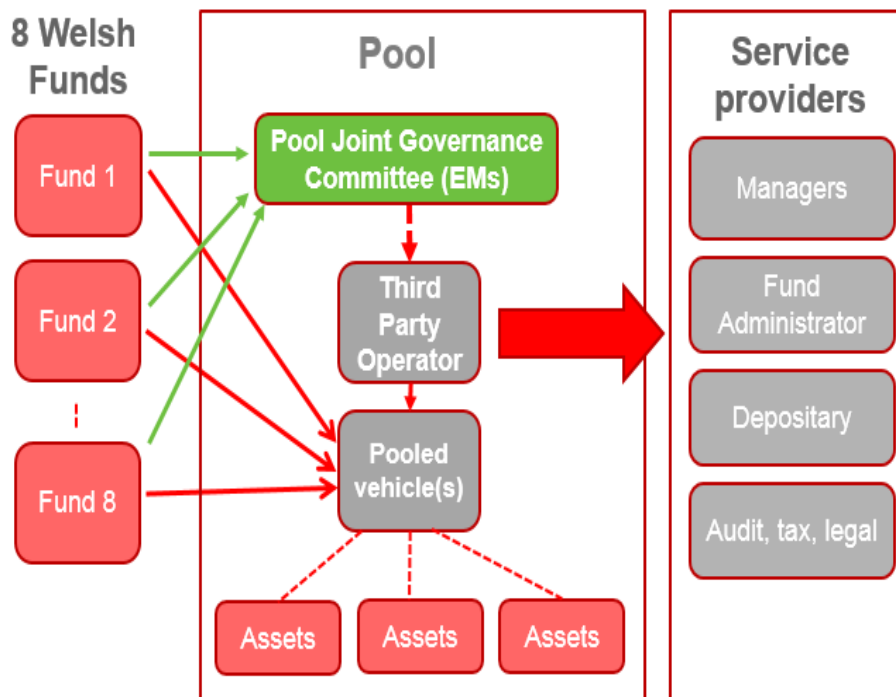 8 Welsh
Funds
Fund 1
Fund 2
Fund 8
Pool
Pool Joint Governance
Committee (EMs)
Third
Party
Operator
Pooled
vehicle(s)
Assets
Assets
Assets
Service
providers
Managers
Fund
Administrator
Depositary
Audit, tax, legal